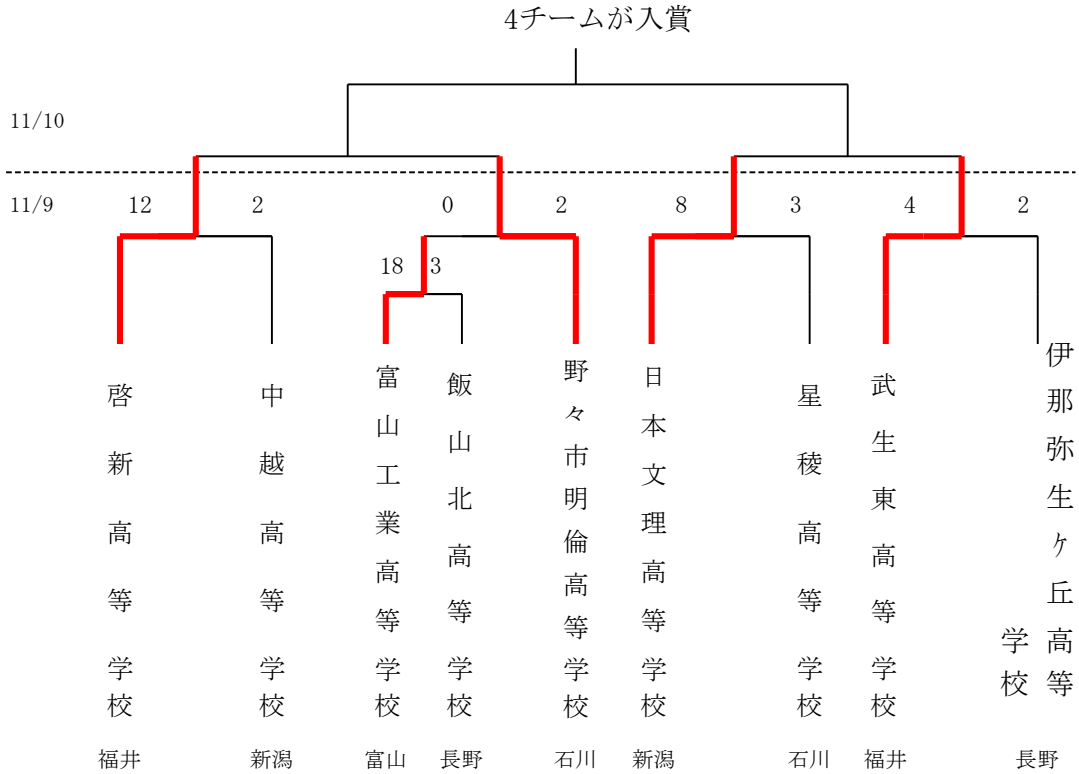 4チームが入賞
11/10
11/9
12
2
0
2
8
3
4
2
18
3
啓新高等学校
中越高等学校
富山工業高等学校
飯山北高等学校
野々市明倫高等学校
日本文理高等学校
星稜高等学校
武生東高等学校
伊那弥生ヶ丘高等
学校
福井
新潟
富山
長野
石川
新潟
石川
福井
長野